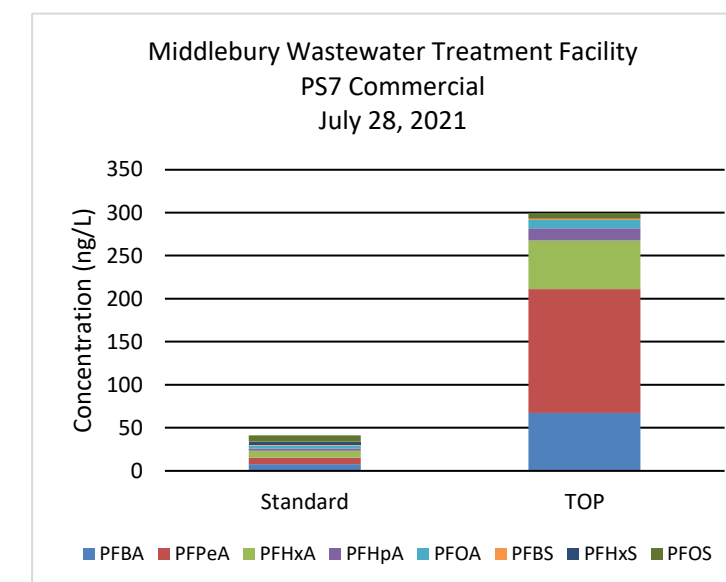 Middlebury Wastewater Treatment Facility
PS7 Commercial
July 28, 2021
350
300
250
200
150
100
50
0
Concentration (ng/L)
Standard TOP
PFBA PFPeA PFHxA PFHpA PFOA PFBS PFHxS PFOS